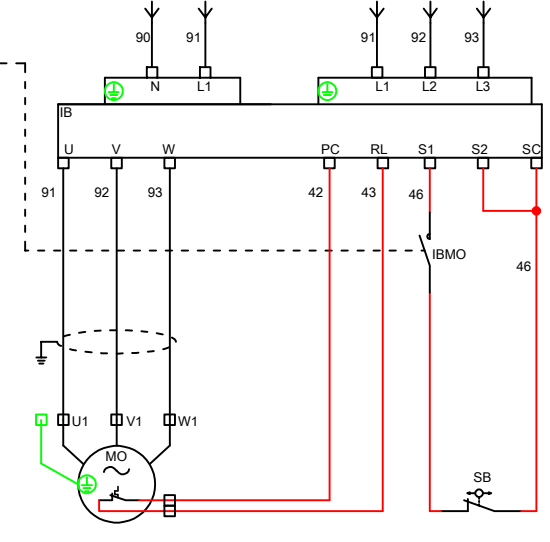 90 91 91 92 93
N L1 L1 L2 L3
IB
U V W PC RL S1 S2 SC
91 92 93 42 43 46
IBMO
46
U1 V1 W1
MO
SB